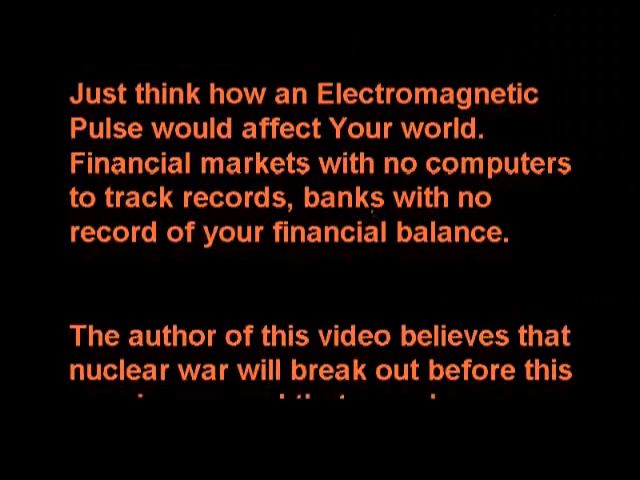 Just think how an Electromagnetic
Pulse would affect Your world.
Financial markets with no computers
to track records, banks with no
record of your financial balance.
The author of this video believes that
nuclear war will break out before this